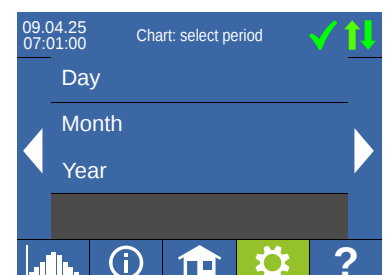 09.04.25
07:01:00
Chart: select period
Day
Month
Year
?